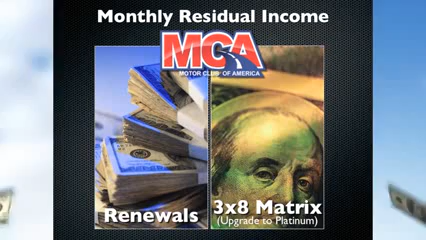 Monthly Residual Income
MCA
MOTOR CLUB OF AMERICA
Renewals
3x8 Matrix
(Upgrade to Platinum)